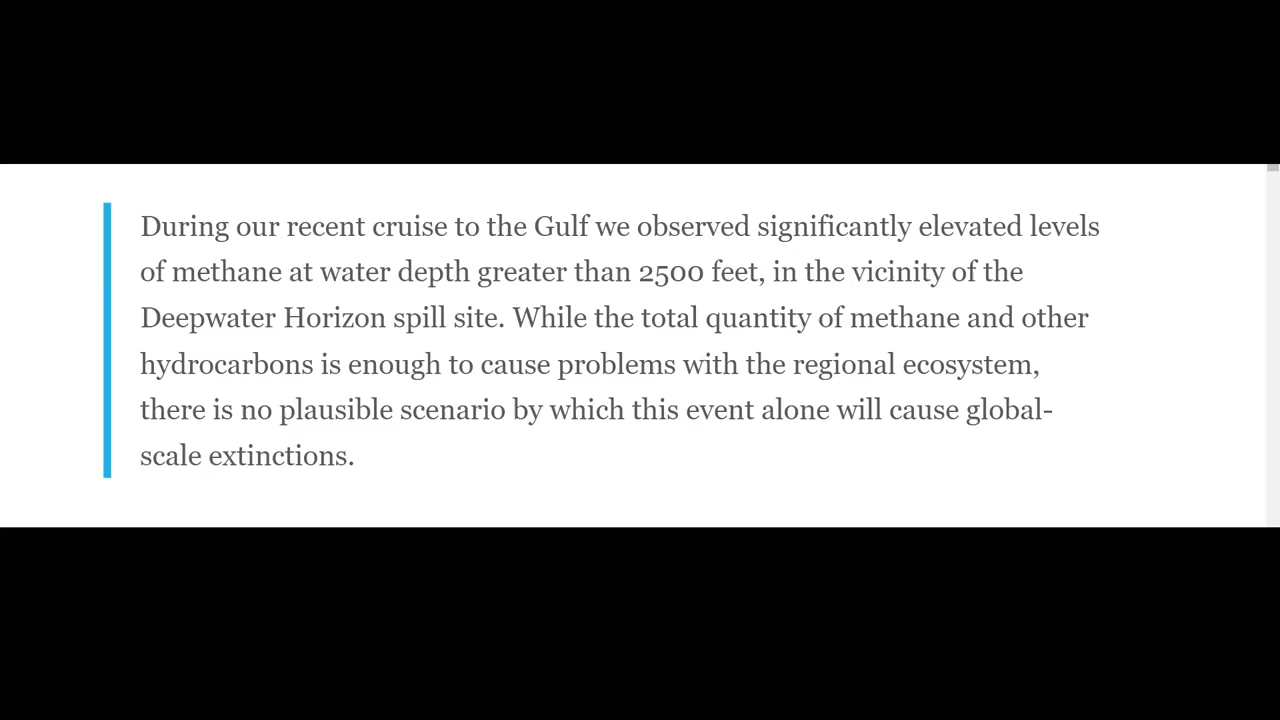 During our recent cruise to the Gulf we observed significantly elevated levels
of methane at water depth greater than 2500 feet, in the vicinity of the
Deepwater Horizon spill site. While the total quantity of methane and other
hydrocarbons is enough to cause problems with the regional ecosystem,
there is no plausible scenario by which this event alone will cause global-
scale extinctions.